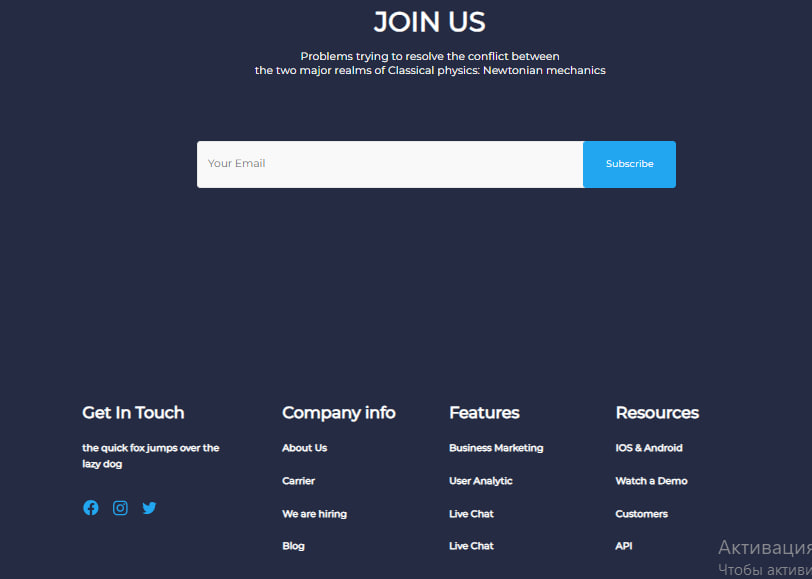 JOIN US
Problems trying to resolve the conflict between
the two major realms of Classical physics: Newtonian mechanics
Your Email
Subscribe
Get In Touch
the quick fox jumps over the
lazy dog
Company info
About Us
Carrier
We are hiring
Blog
Features
Business Marketing
User Analytic
Live Chat
Live Chat
Resources
IOS & Android
Watch a Demo
Customers
API
Активация
Чтобы активи